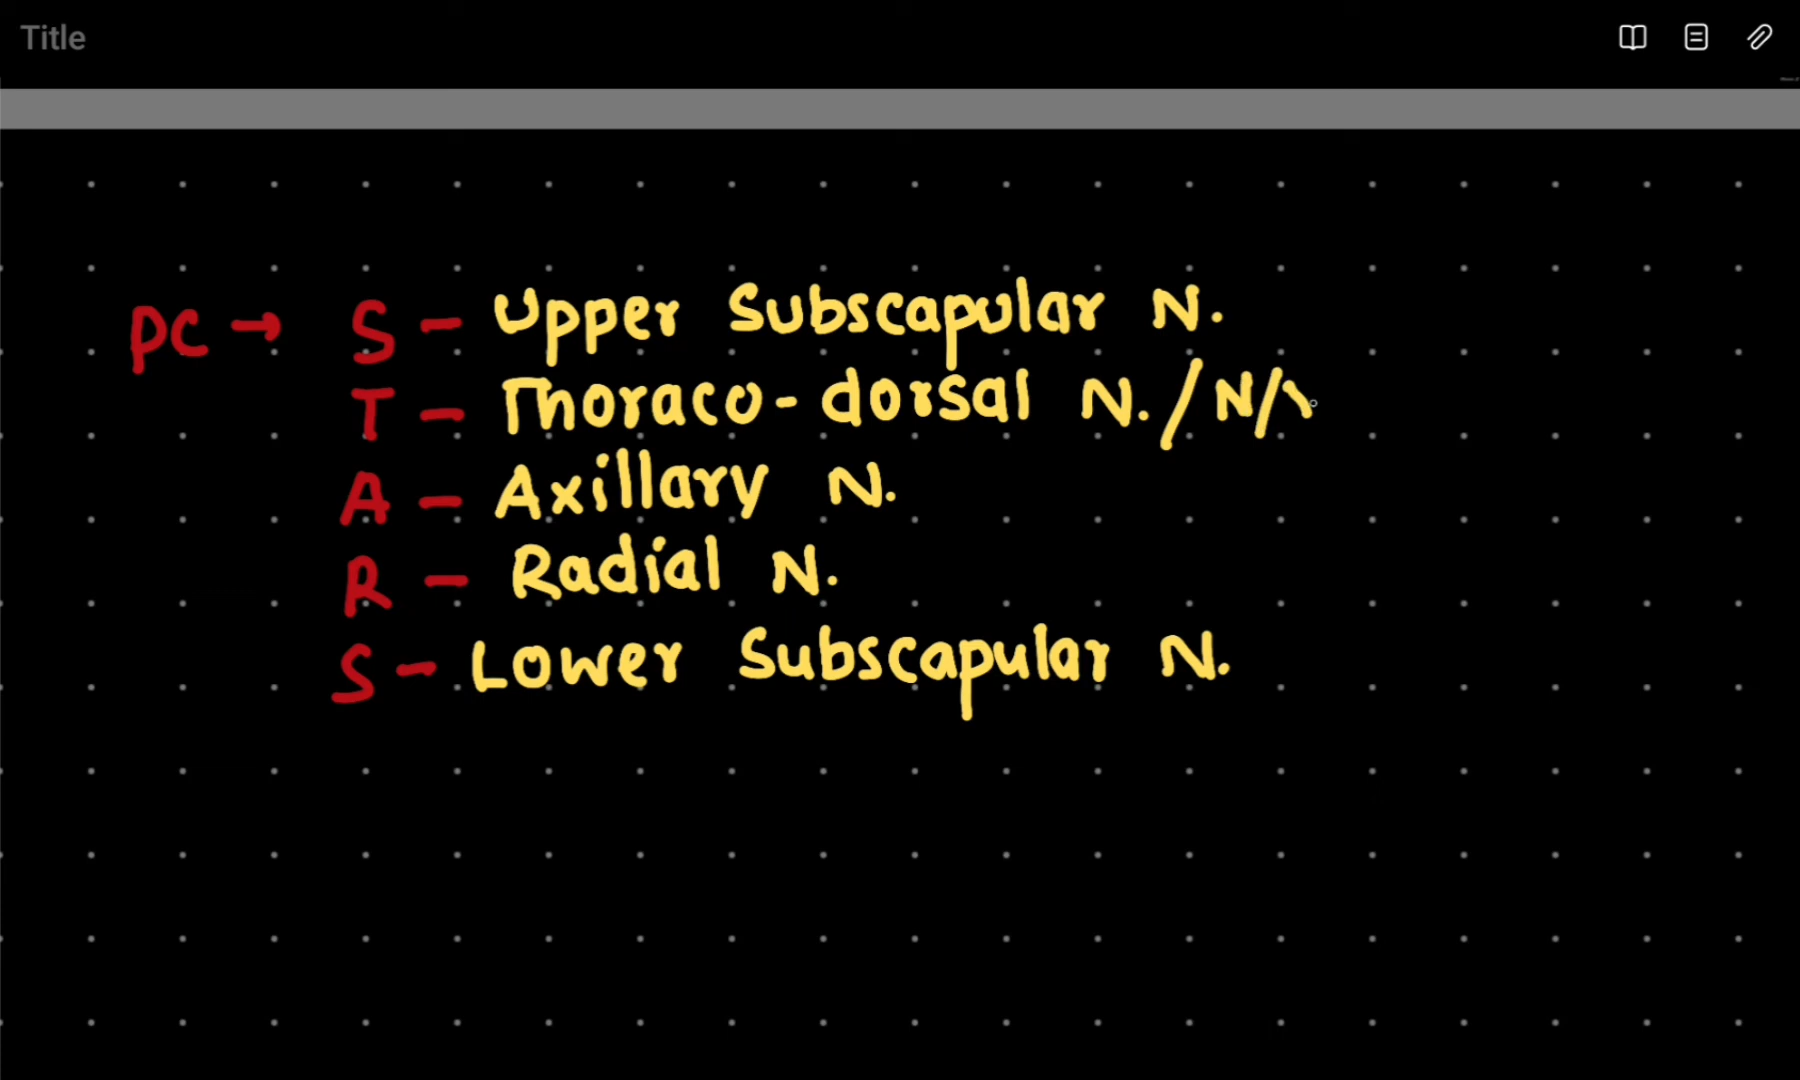 Title
PC → S - Upper Subscapular N.
T - Thoraco-dorsal N./N/
A - Axillary N.
R - Radial N.
S - Lower Subscapular N.